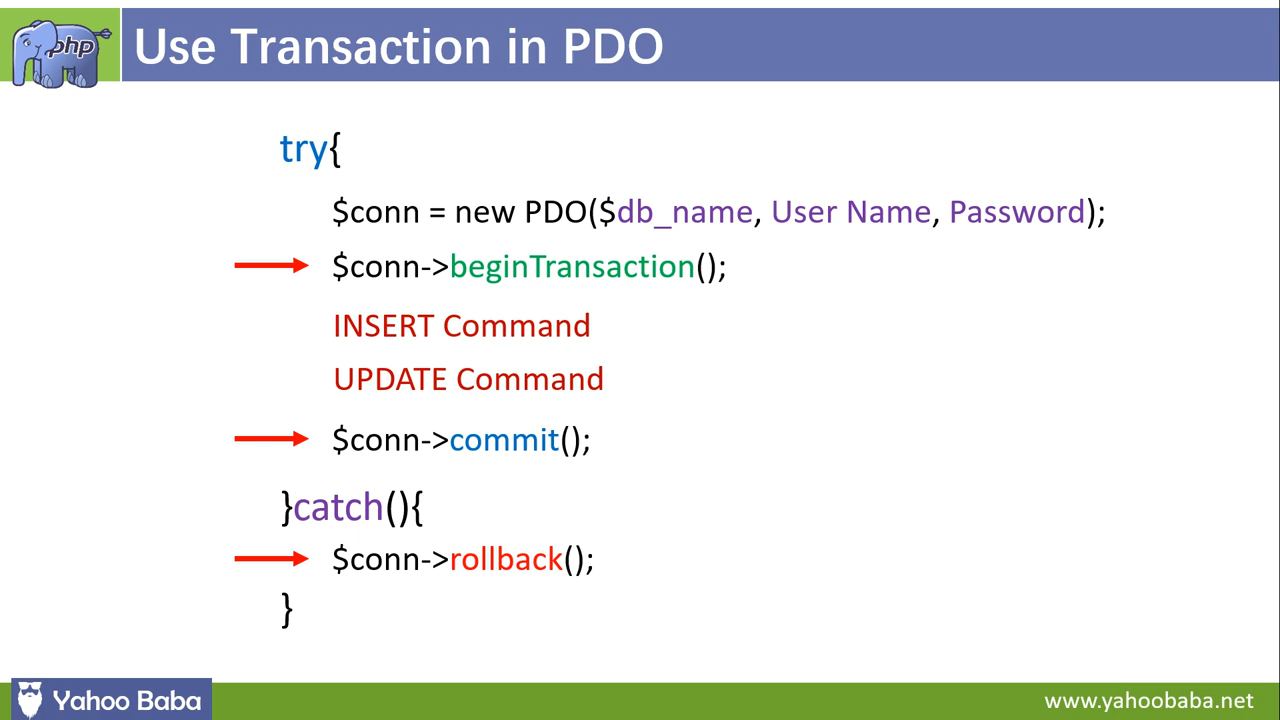 php
Use Transaction in PDO
try{
$conn = new PDO($db_name, User Name, Password);
$conn->beginTransaction();
INSERT Command
UPDATE Command
$conn->commit();
}catch(){
$conn->rollback();
}
Yahoo Baba
www.yahoobaba.net